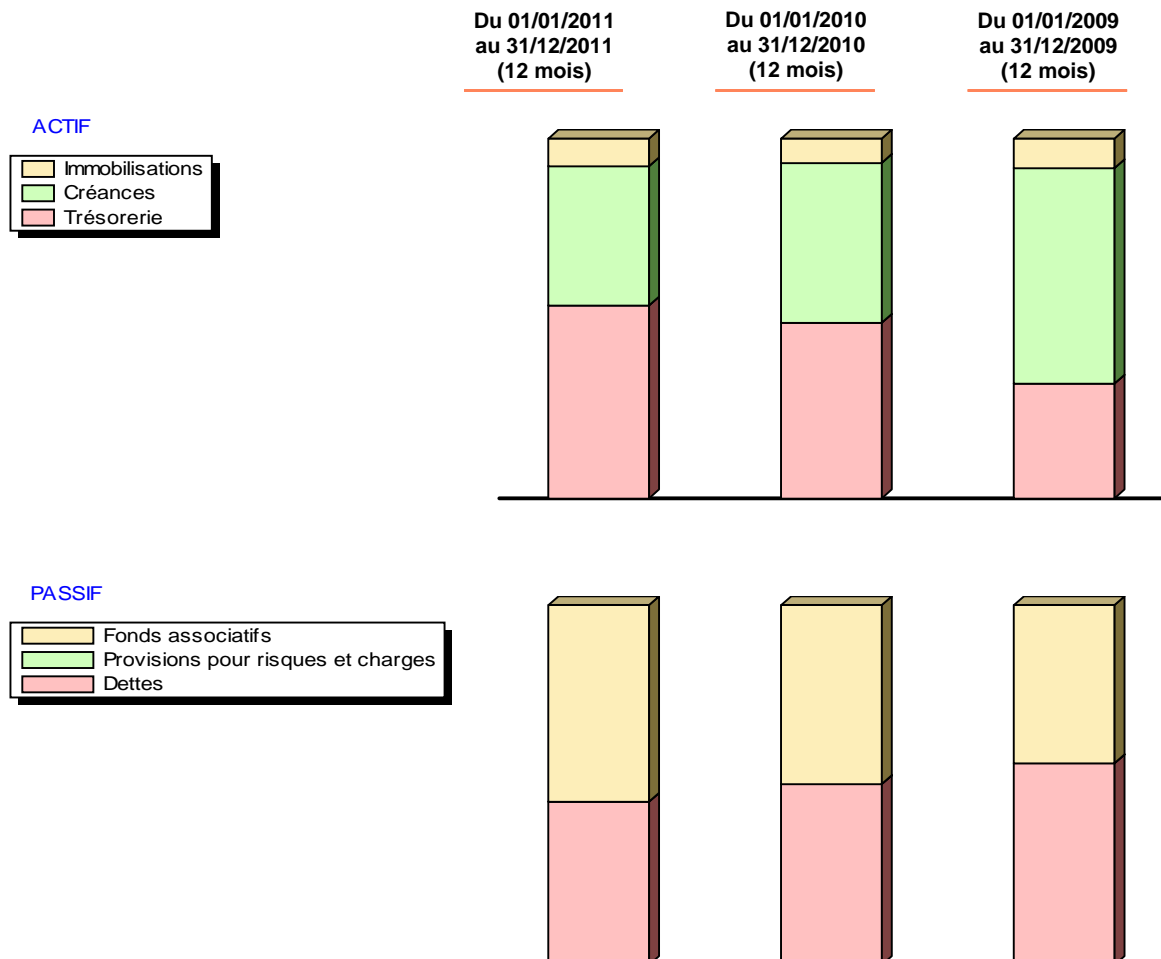 Du 01/01/2011
au 31/12/2011
(12 mois)
Du 01/01/2010
au 31/12/2010
(12 mois)
Du 01/01/2009
au 31/12/2009
(12 mois)
ACTIF
Immobilisations
Créances
Trésorerie
PASSIF
Fonds associatifs
Provisions pour risques et charges
Dettes